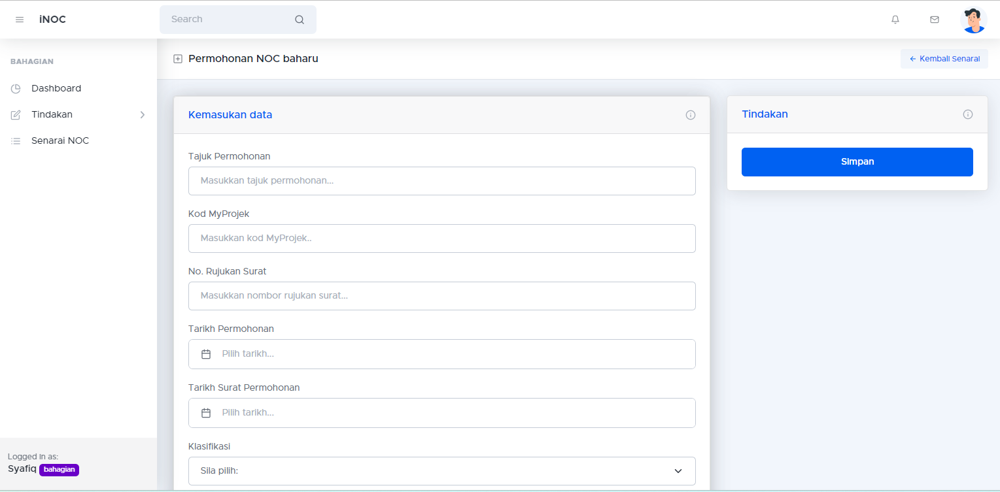 iNOC
Search
BAHAGIAN
Dashboard
Tindakan
Senarai NOC
Logged in as:
Syafiq bahagian
Permohonan NOC baharu
Kembali Senarai
Kemasukan data
Tajuk Permohonan
Masukkan tajuk permohonan...
Kod MyProjek
Masukkan kod MyProjek..
No. Rujukan Surat
Masukkan nombor rujukan surat...
Tarikh Permohonan
Pilih tarikh...
Tarikh Surat Permohonan
Pilih tarikh...
Klasifikasi
Sila pilih:
Tindakan
Simpan